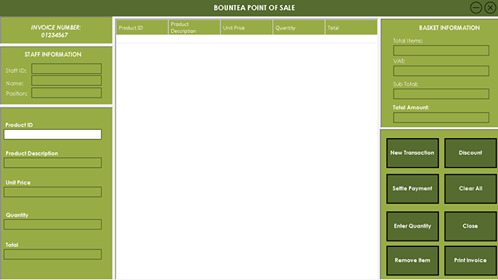 BOUNTEA POINT OF SALE
INVOICE NUMBER:
01234567
STAFF INFORMATION
Staff ID:
Name:
Position:
Product ID
Product Description
Unit Price
Quantity
Total
Product ID
Product
Description
Unit Price
Quantity
Total
BASKET INFORMATION
Total Items:
VAT:
Sub Total:
Total Amount:
New Transaction
Discount
Settle Payment
Clear All
Enter Quantity
Close
Remove Item
Print Invoice